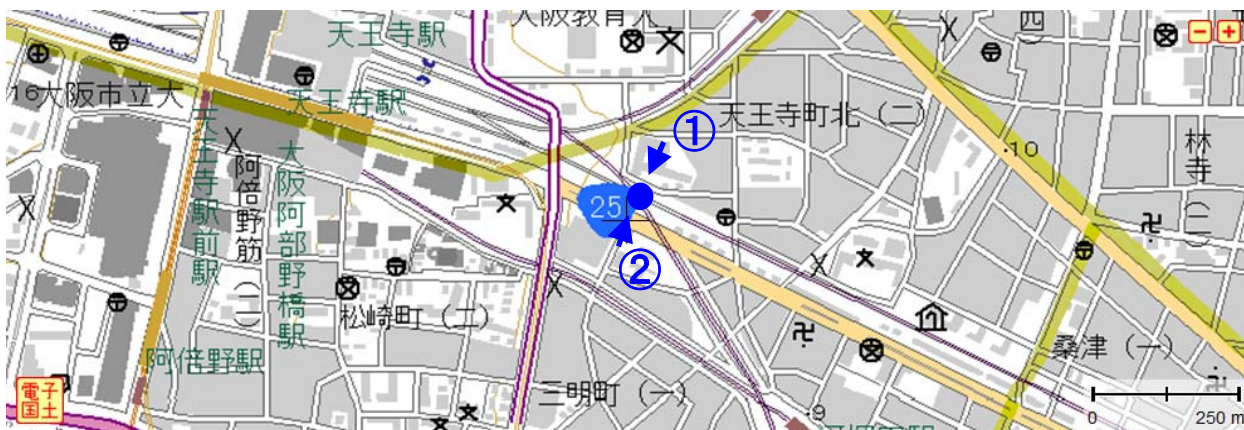 大阪教育大
天王寺駅
天王寺駅
16
大阪市立大
天王寺駅前駅
阿倍野筋(一)
大阪阿部野橋駅
①
天王寺町北(二)
10
林寺(二)
25
②
松崎町(二)
阿倍野駅
三明町(一)
桑津(一)
9
電子国土
0
250 m